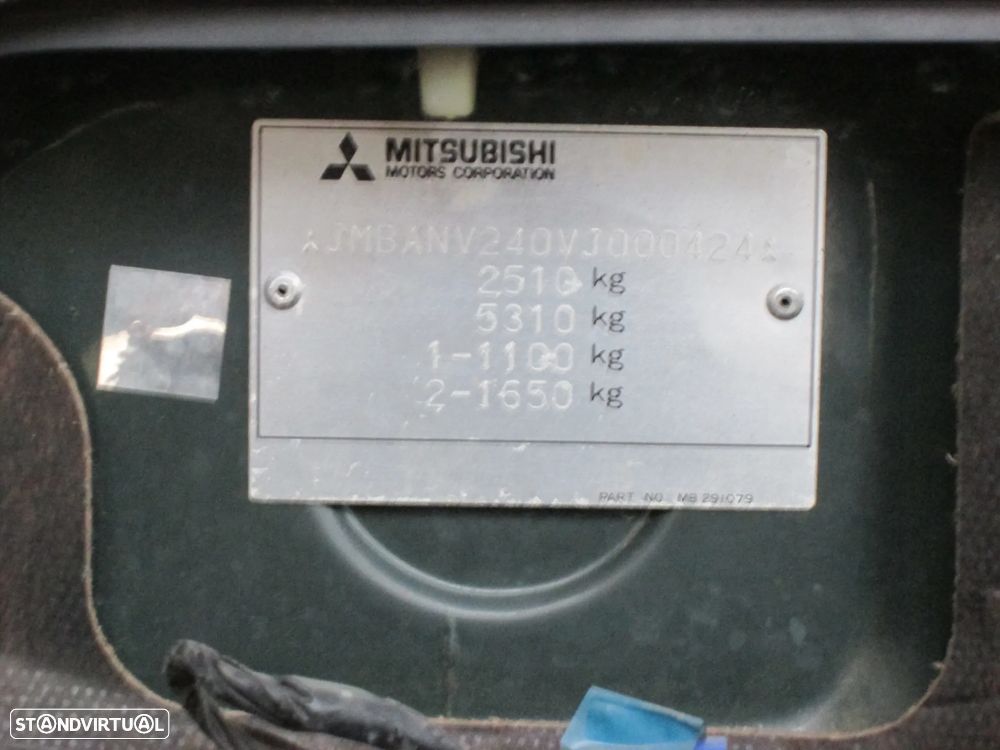 MITSUBISHI
MOTORS CORPORATION
*JMBANV240VJ000424*
2510 kg
5310 kg
1-1100 kg
2-1650 kg
PART NO MB 291079
STANDVIRTUAL